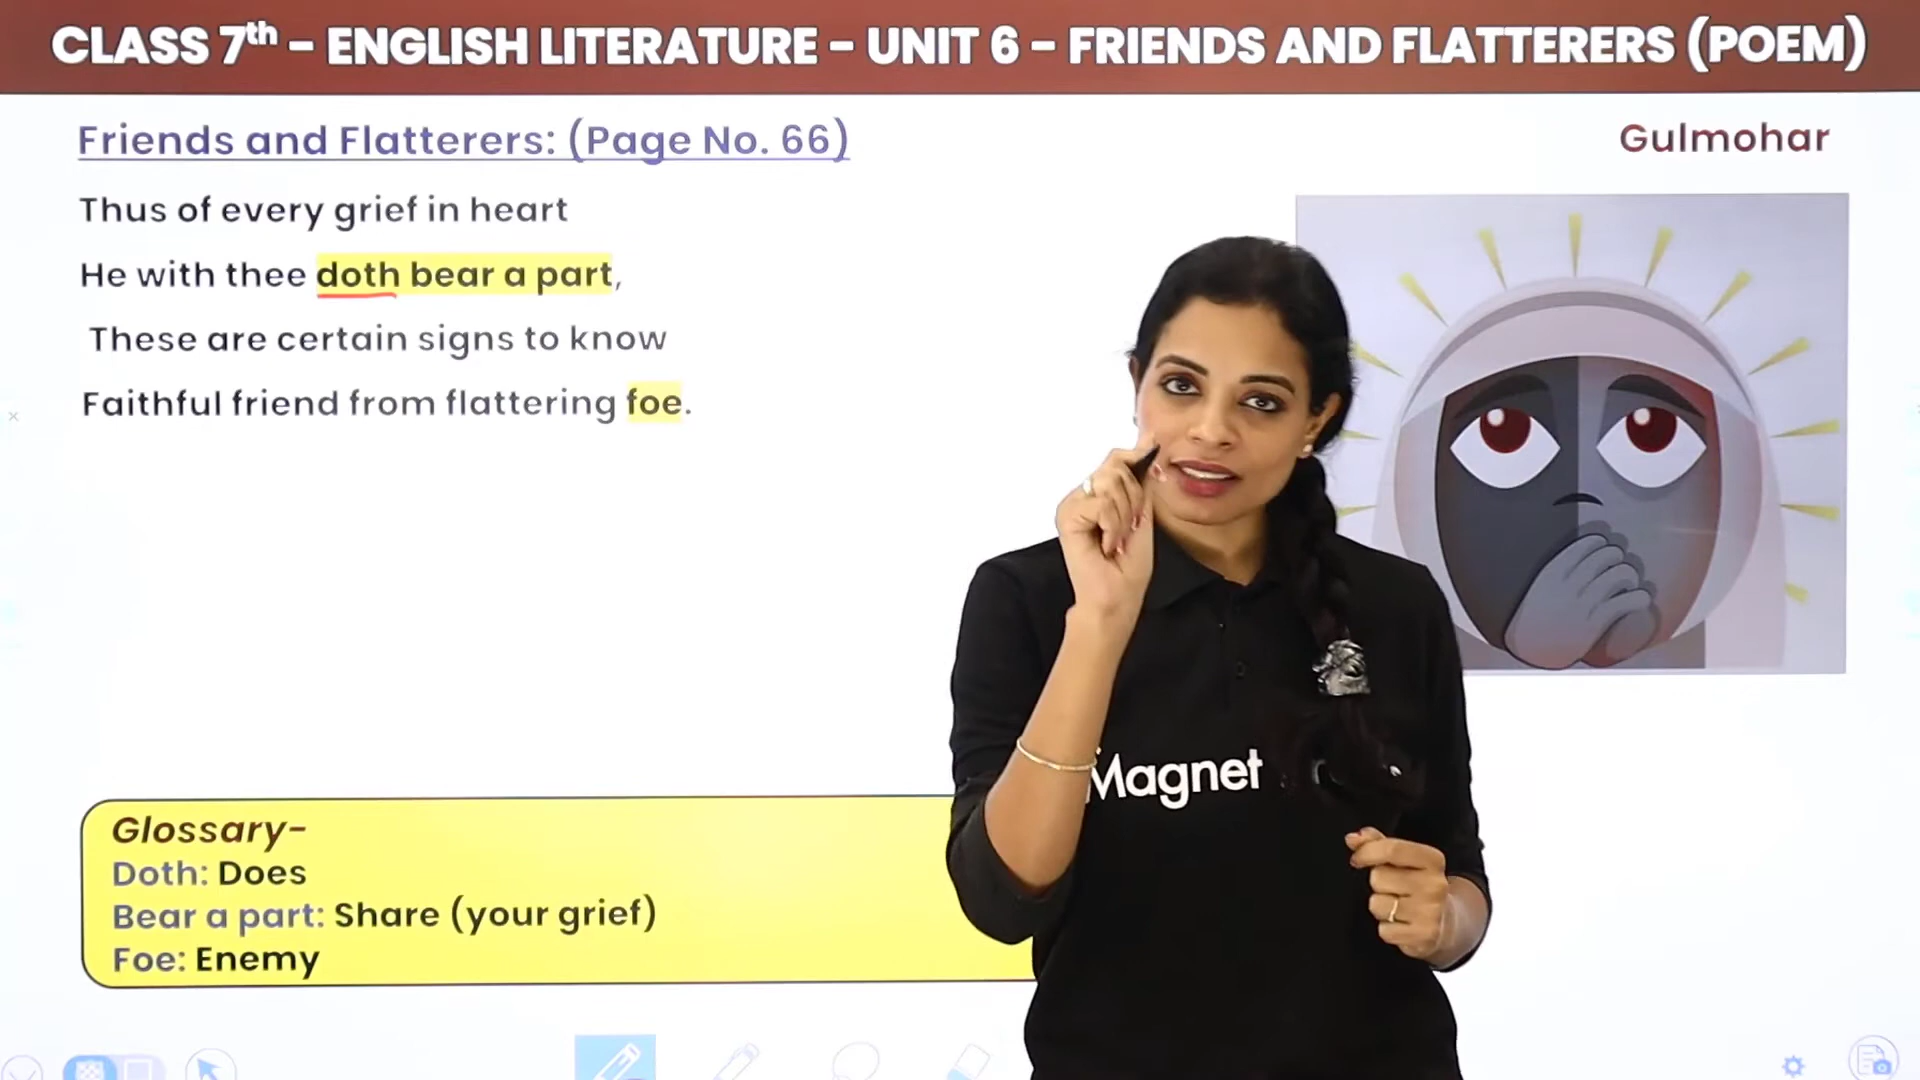 CLASS 7th – ENGLISH LITERATURE – UNIT 6 – FRIENDS AND FLATTERERS (POEM)
Friends and Flatterers: (Page No. 66)
Gulmohar
Thus of every grief in heart
He with thee doth bear a part,
These are certain signs to know
Faithful friend from flattering foe.
Magnet
Glossary-
Doth: Does
Bear a part: Share (your grief)
Foe: Enemy